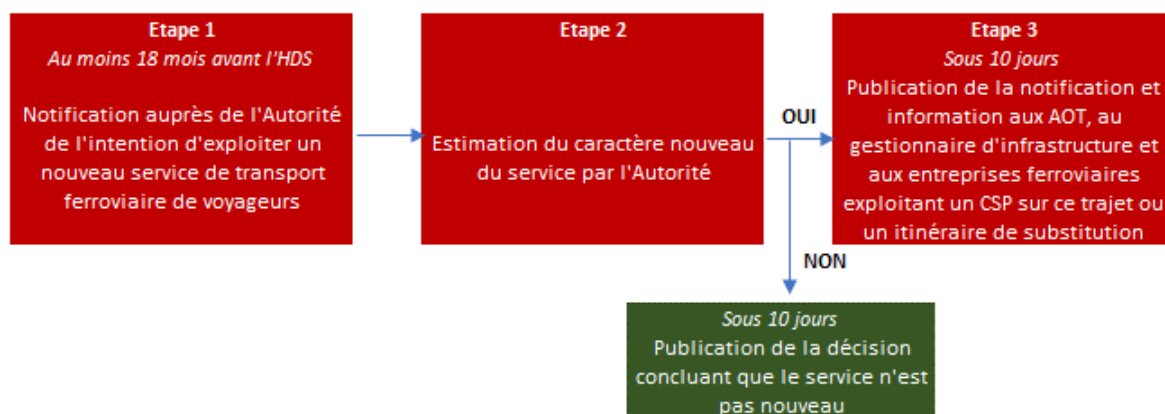 Etape 1
Au moins 18 mois avant l'HDS
Notification auprès de l'Autorité
de l'intention d'exploiter un
nouveau service de transport
ferroviaire de voyageurs
Etape 2
Estimation du caractère nouveau
du service par l'Autorité
OUI
NON
Etape 3
Sous 10 jours
Publication de la notification et
information aux AOT, au
gestionnaire d'infrastructure et
aux entreprises ferroviaires
exploitant un CSP sur ce trajet ou
un itinéraire de substitution
Sous 10 jours
Publication de la décision
concluant que le service n'est
pas nouveau